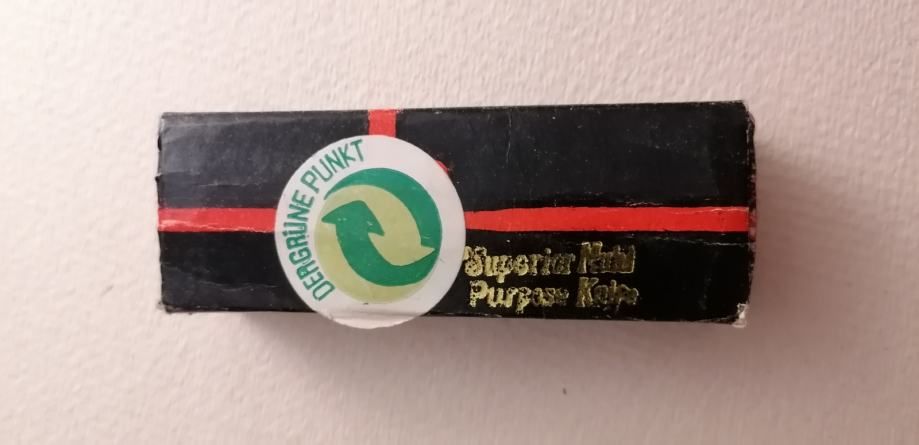 DER GRÜNE PUNKT
Superior Multi
Purpose Knife